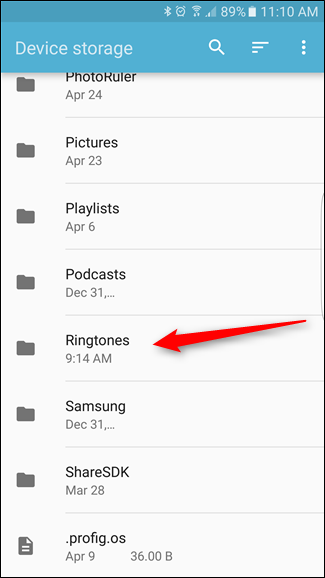 89% 11:10 AM
Device storage
PhotoRuler
Apr 24
Pictures
Apr 23
Playlists
Apr 6
Podcasts
Dec 31,...
Ringtones
9:14 AM
Samsung
Dec 31,...
ShareSDK
Mar 28
.profig.os
Apr 9 36.00 B